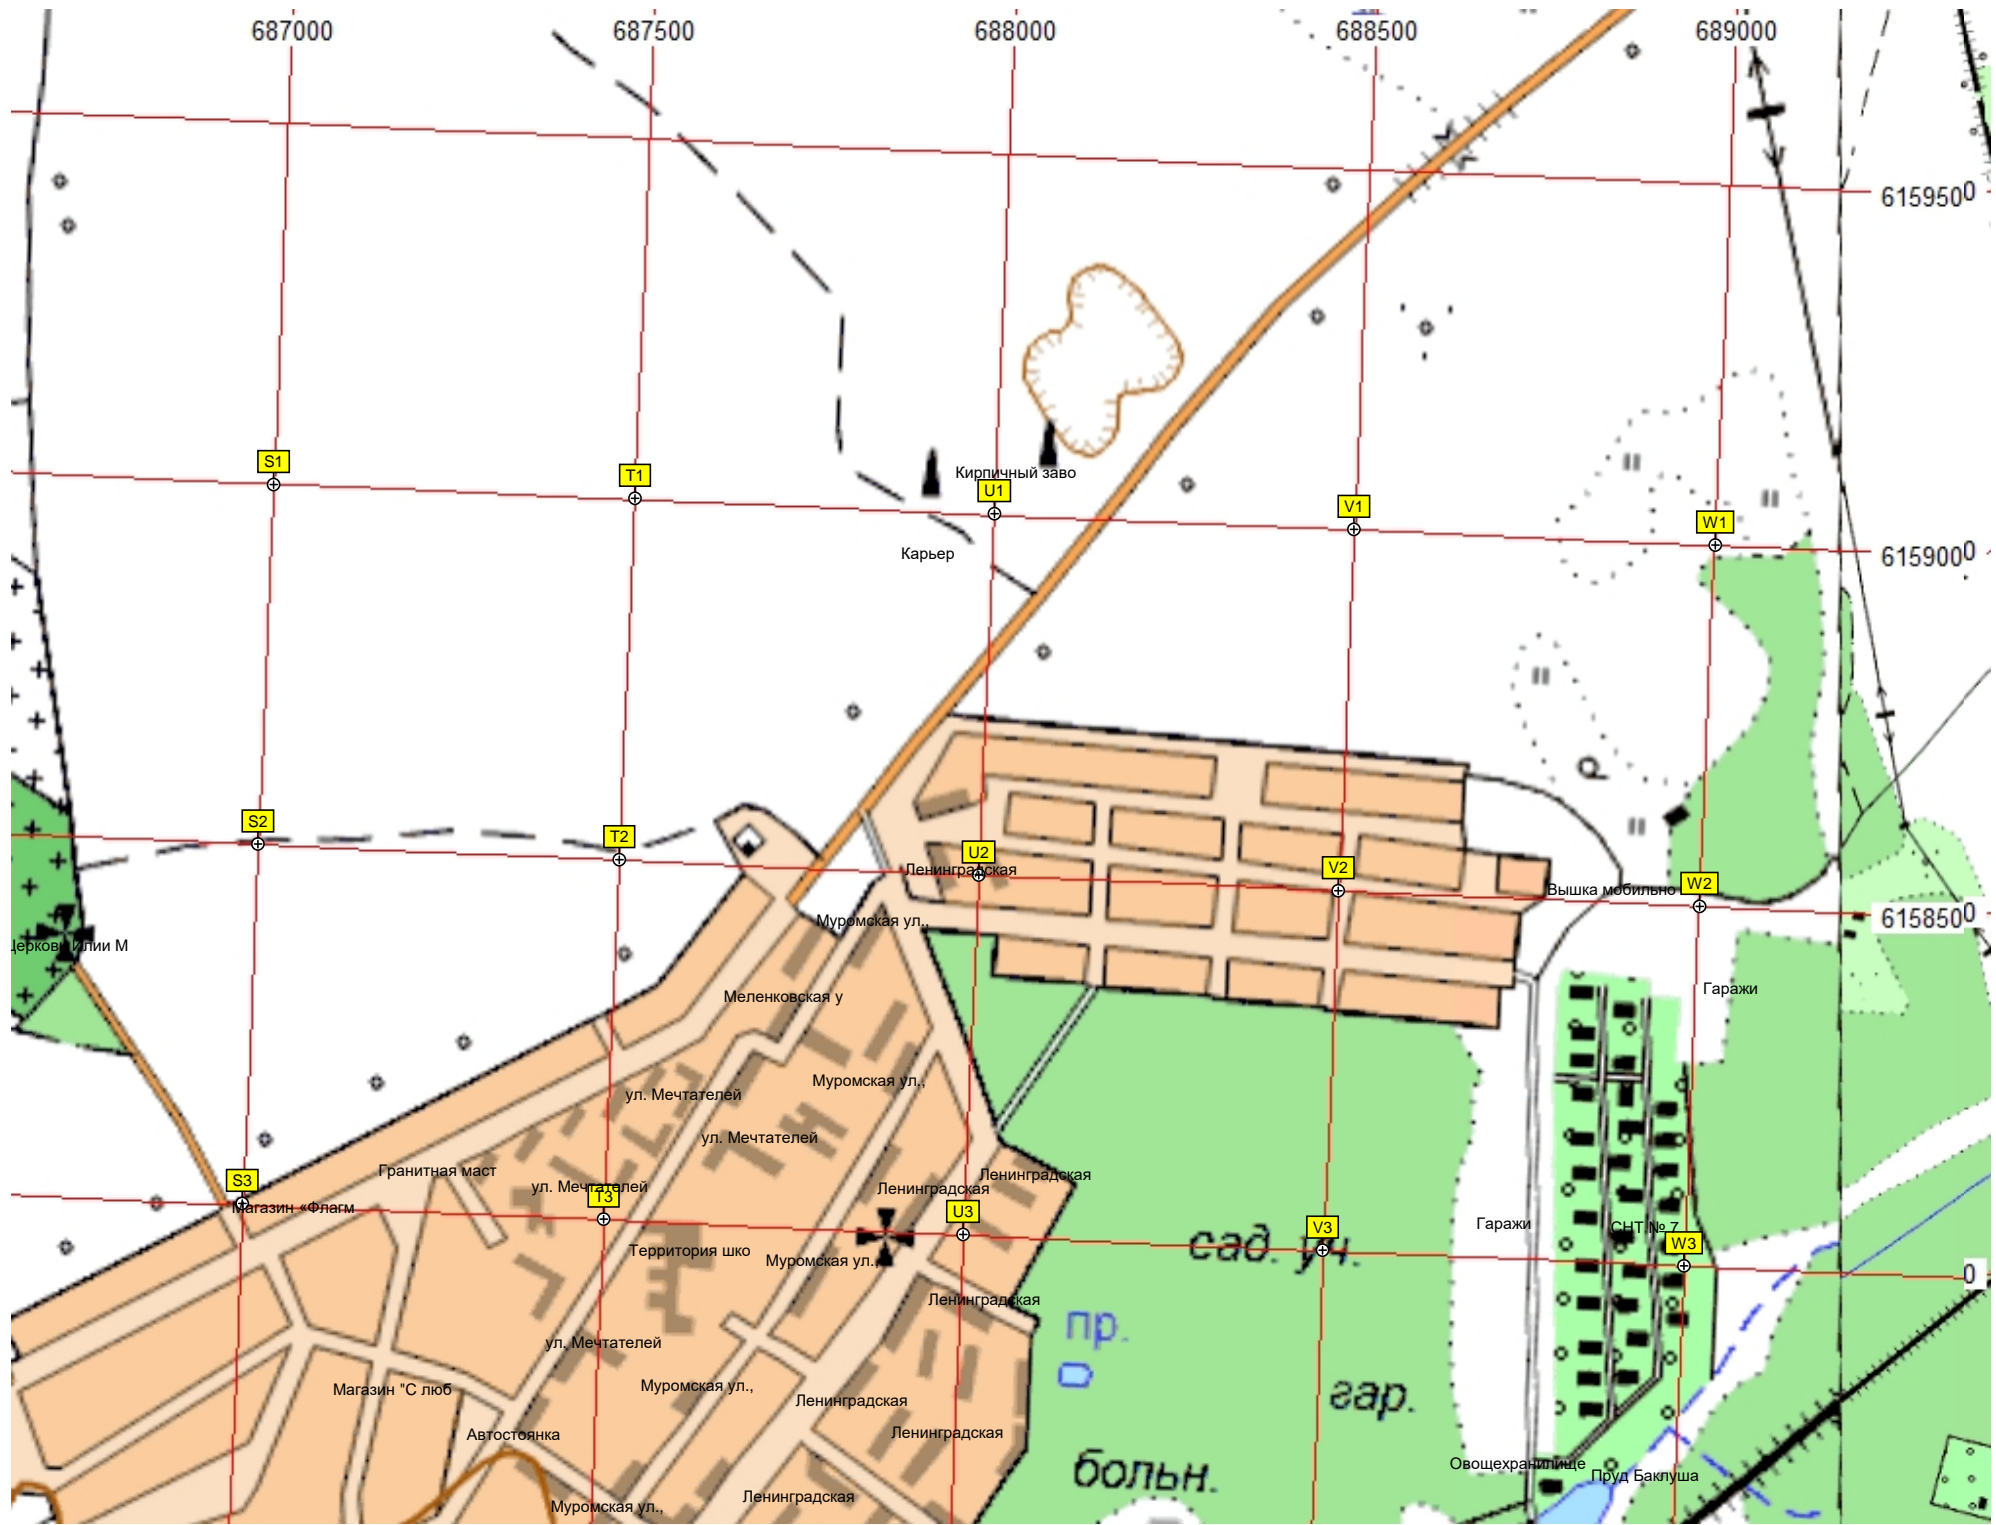 687000 687500 688000 688500 689000
6159500
S1
T1
Кирпичный заво
U1
V1
W1
6159000
Карьер
S2
T2
U2
Ленинградская
V2
W2
Вышка мобильно
6158500
Муромская ул.,
Церковь Илии М
Гаражи
Меленковская у
Муромская ул.,
ул. Мечтателей
ул. Мечтателей
Гранитная маст
Ленинградская
S3
ул. Мечтателей
Ленинградская
T3
Магазин «Флагм
U3
Гаражи
СНТ № 7
V3
W3
сад. уч.
Территория шко
Муромская ул.,
0
Ленинградская
пр.
ул. Мечтателей
Муромская ул.,
Магазин "С люб
гар.
Ленинградская
Автостоянка
Ленинградская
Овощехранилище
больн.
Пруд Баклуша
Ленинградская
Муромская ул.,